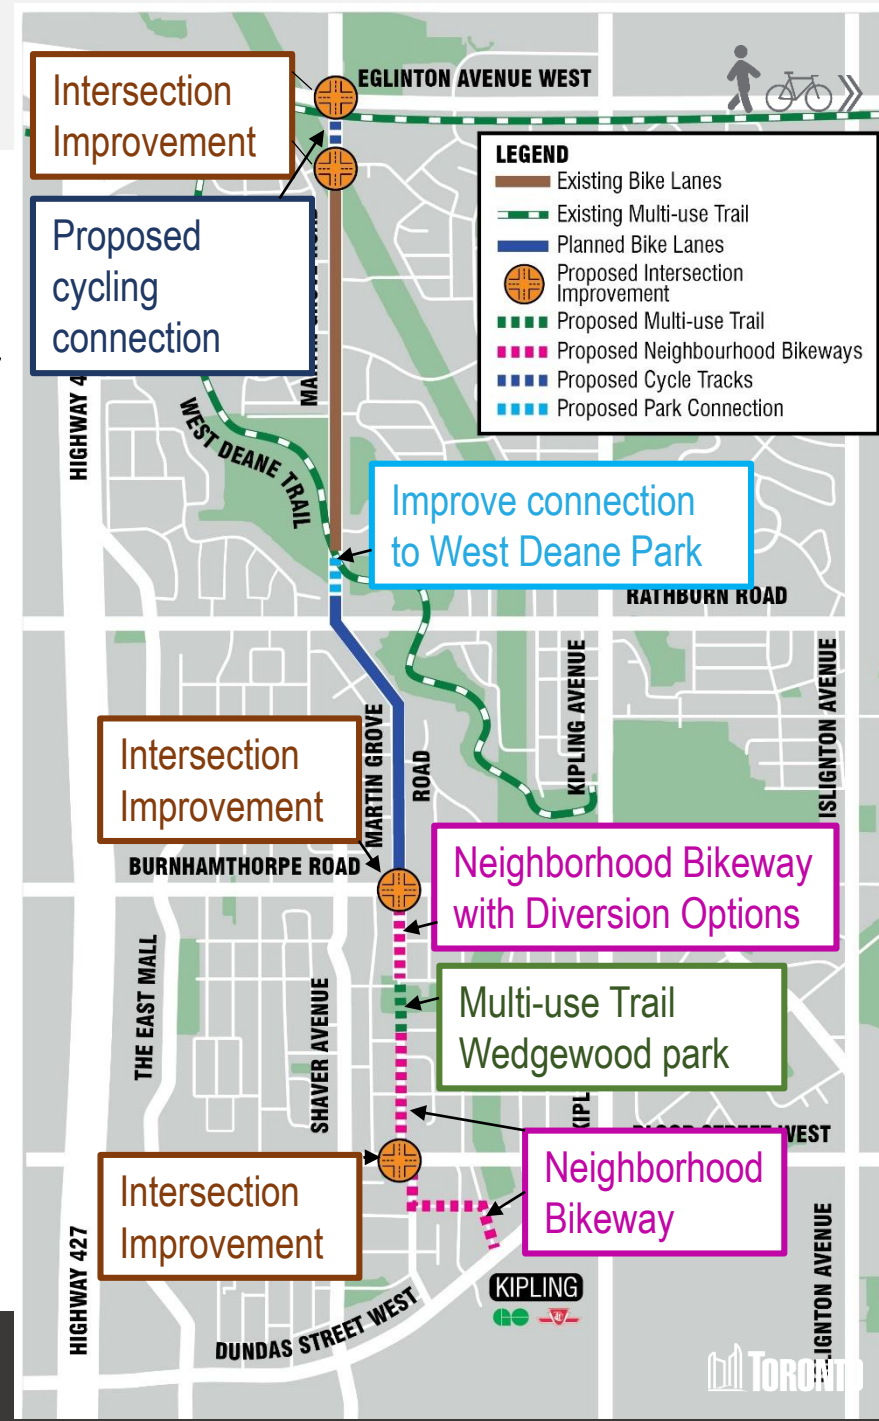 EGLINTON AVENUE WEST
Intersection
Improvement
LEGEND
Existing Bike Lanes
Existing Multi-use Trail
Planned Bike Lanes
Proposed Intersection
Improvement
Proposed Multi-use Trail
Proposed Neighbourhood Bikeways
Proposed Cycle Tracks
Proposed Park Connection
Proposed
cycling
connection
HIGHWAY 4
WEST DEANE TRAIL
Improve connection
to West Deane Park
RATHBURN ROAD
KIPLING AVENUE
ISLIGNTON AVENUE
MARTIN GROVE
ROAD
Intersection
Improvement
BURNHAMTHORPE ROAD
Neighborhood Bikeway
with Diversion Options
THE EAST MALL
SHAVER AVENUE
Multi-use Trail
Wedgewood park
KIPL
WEST
Intersection
Improvement
Neighborhood
Bikeway
HIGHWAY 427
DUNDAS STREET WEST
KIPLING
GO
LIGNTON AVENUE
TORONTO